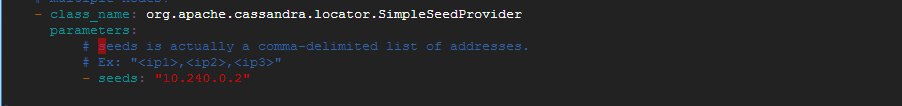 - class_name: org.apache.cassandra.locator.SimpleSeedProvider
parameters:
# seeds is actually a comma-delimited list of addresses.
# Ex: "<ip1>,<ip2>,<ip3>"
- seeds: "10.240.0.2"